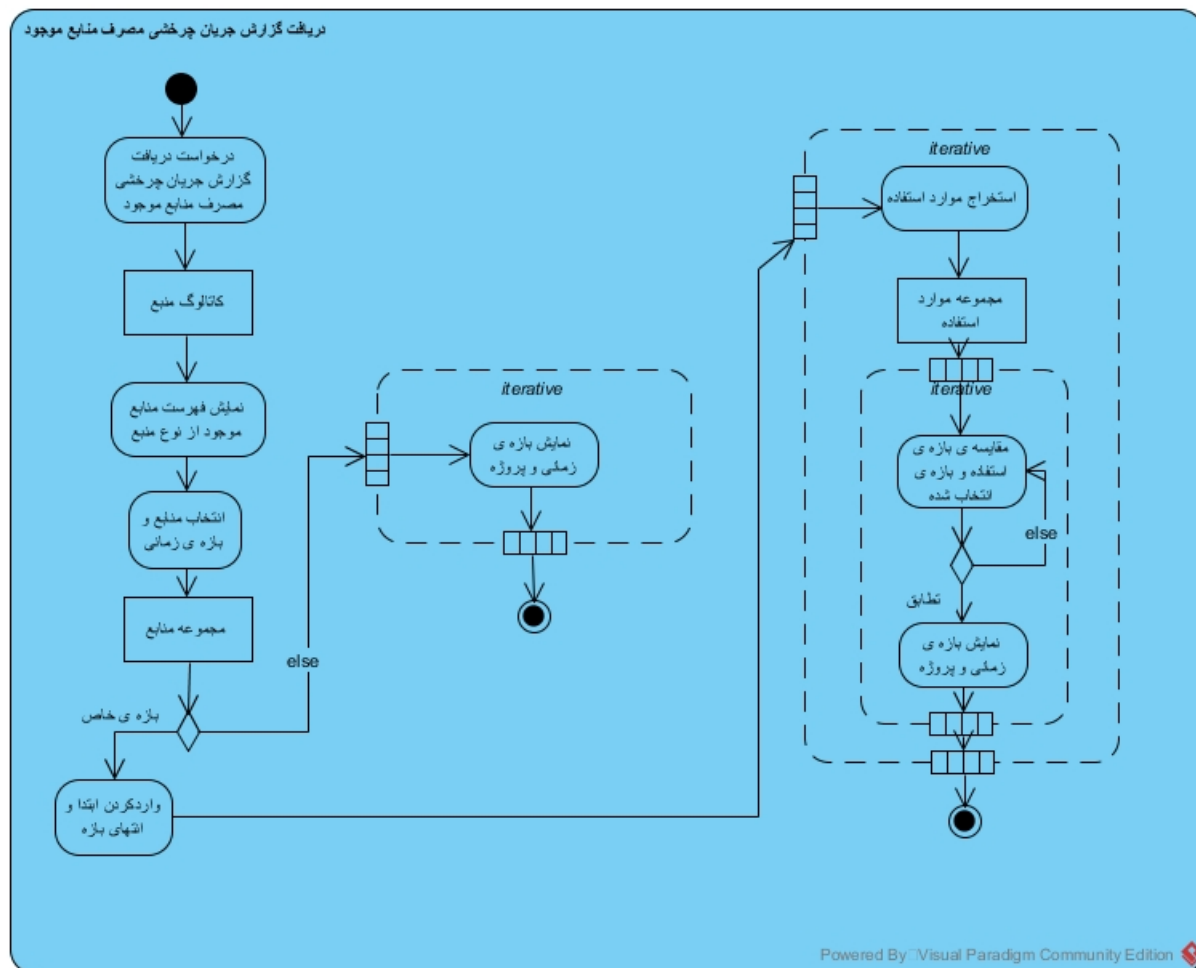 دریافت گزارش جریان چرخشی مصرف منابع موجود
درخواست دریافت
گزارش جریان چرخشی
مصرف منابع موجود
کاتالوگ منبع
نمایش فهرست منابع
موجود از نوع منبع
انتخاب منابع و
بازه ی زمانی
مجموعه منابع
بازه ی خاص
else
واردکردن ابتدا و
انتهای بازه
iterative
نمایش بازه ی
زمانی و پروژه
iterative
استخراج موارد استفاده
مجموعه موارد
استفاده
iterative
مقایسه ی بازه ی
استفاده و بازه ی
انتخاب شده
else
تطابق
نمایش بازه ی
زمانی و پروژه
Powered By Visual Paradigm Community Edition